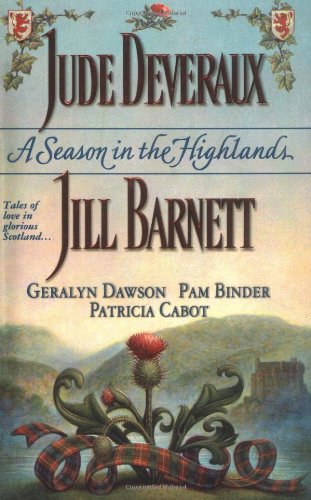 JUDE DEVERAUX
A SEASON IN THE HIGHLANDS
Tales of
love in
glorious
Scotland...
JILL BARNETT
GERALYN DAWSON PAM BINDER
PATRICIA CABOT